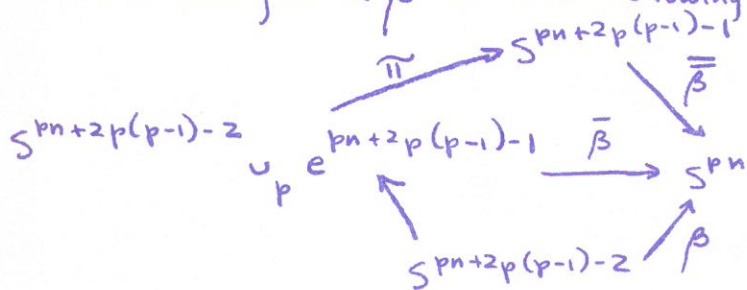 π̃
S^{pn+2p(p-1)-1}
β̿
S^{pn+2p(p-1)-2} ∪_p e^{pn+2p(p-1)-1}
β̄
S^{pn}
S^{pn+2p(p-1)-2}
β